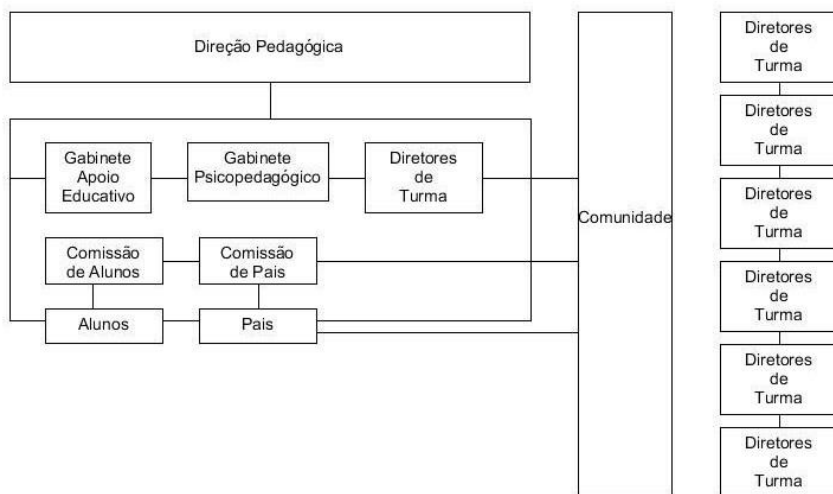 Direção Pedagógica
Gabinete
Apoio
Educativo
Gabinete
Psicopedagógico
Diretores
de
Turma
Comissão
de Alunos
Comissão
de Pais
Alunos
Pais
Comunidade
Diretores
de
Turma
Diretores
de
Turma
Diretores
de
Turma
Diretores
de
Turma
Diretores
de
Turma
Diretores
de
Turma